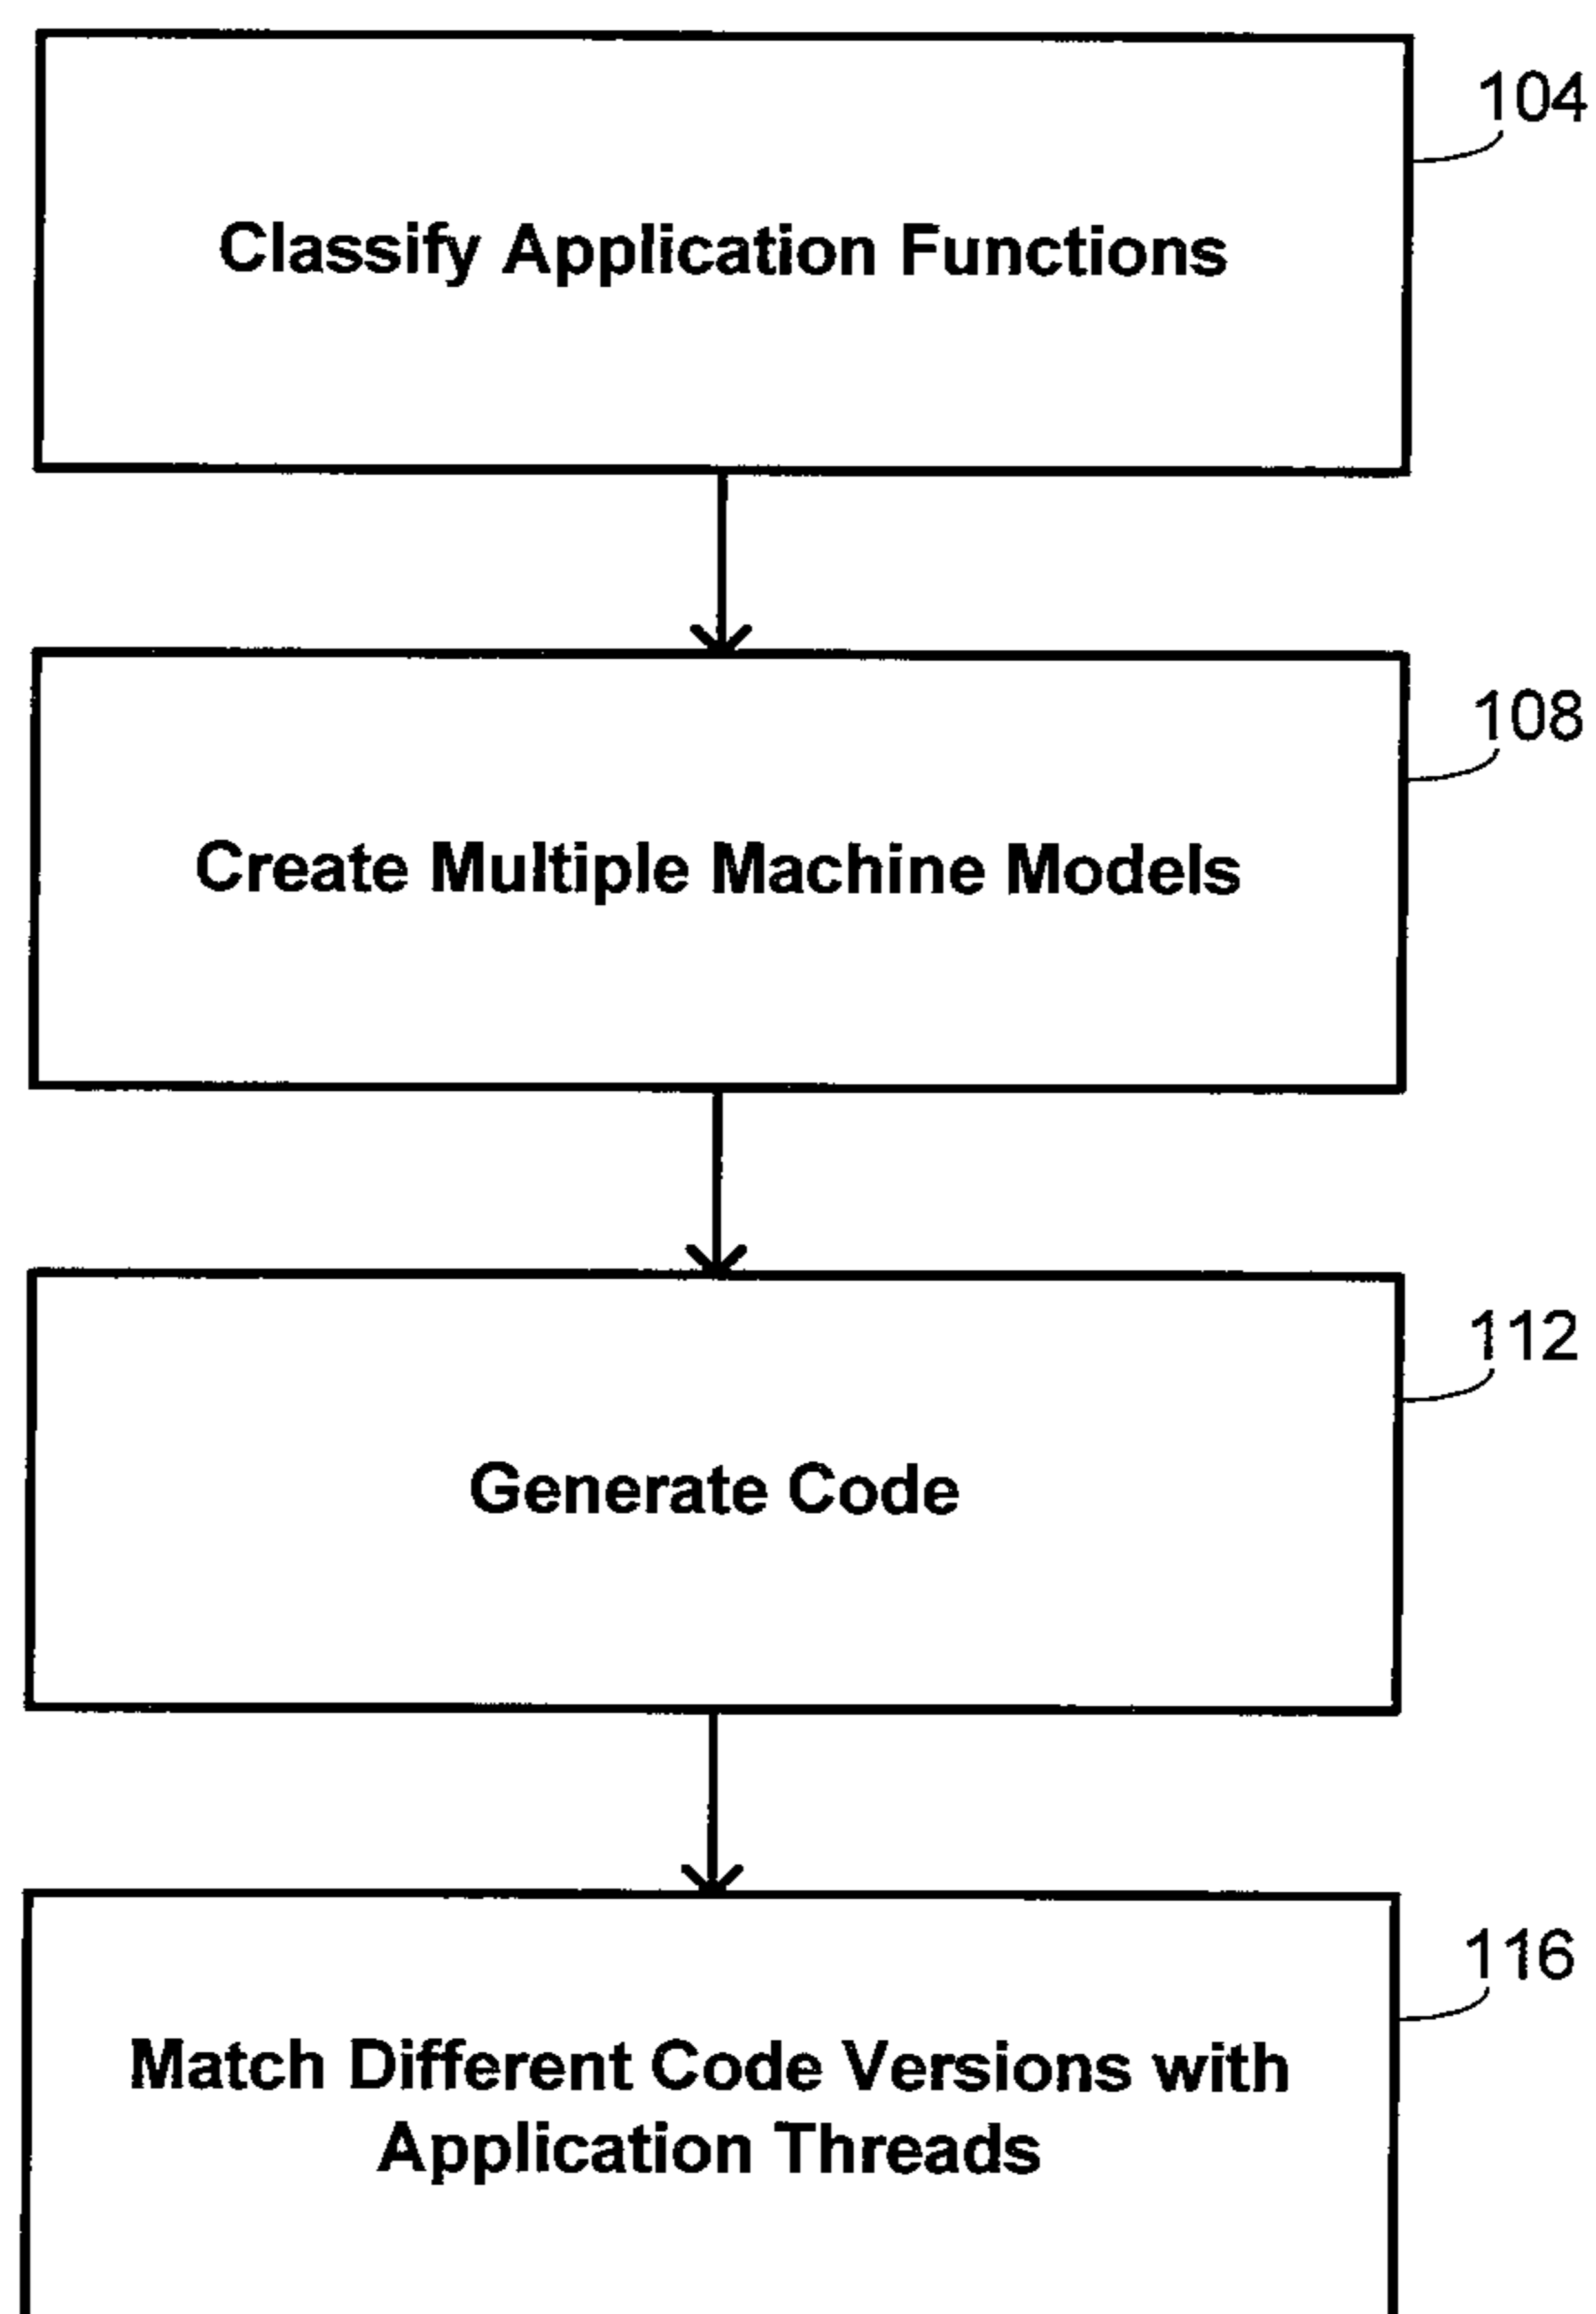 104
Classify Application Functions
108
Create Multiple Machine Models
112
Generate Code
116
Match Different Code Versions with
Application Threads